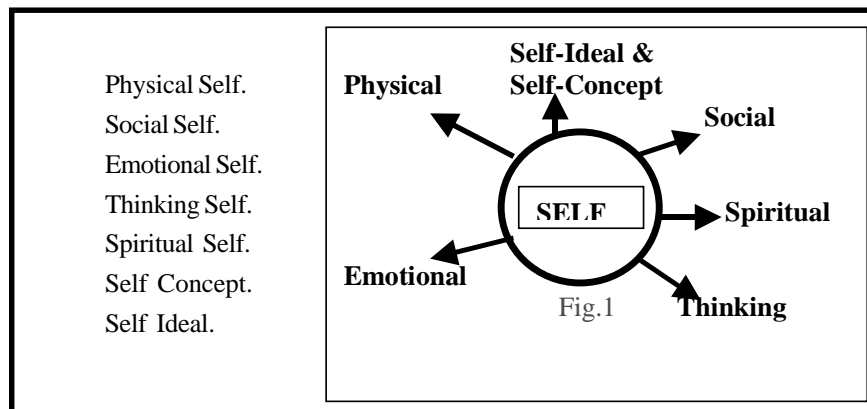 Physical Self.
Social Self.
Emotional Self.
Thinking Self.
Spiritual Self.
Self Concept.
Self Ideal.
Self-Ideal &
Self-Concept
Physical
Social
SELF
Spiritual
Emotional
Thinking
Fig.1